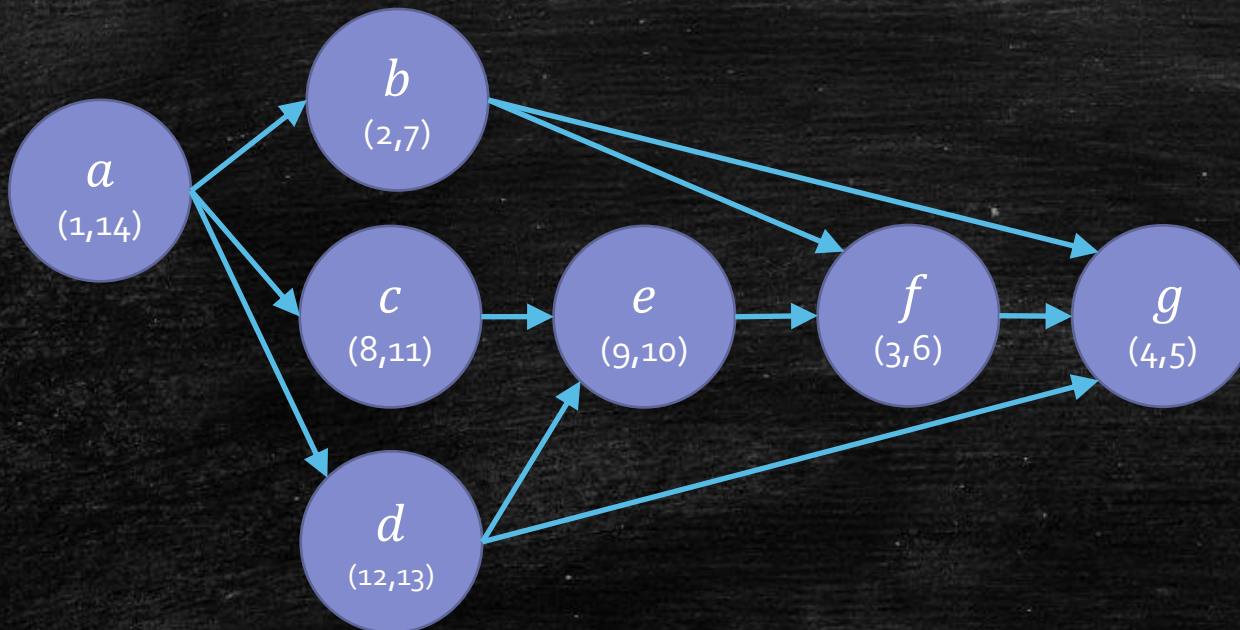 a
(1,14)
b
(2,7)
c
(8,11)
d
(12,13)
e
(9,10)
f
(3,6)
g
(4,5)